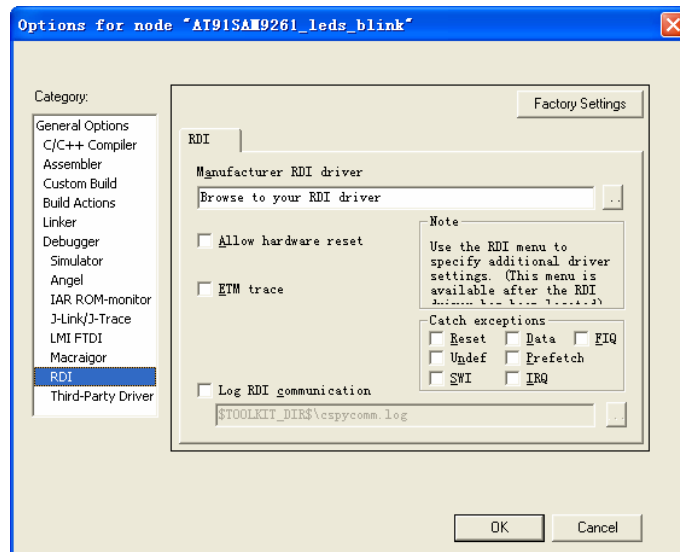 Options for node "AT91SAM9261_leds_blink"
Category:
General Options
C/C++ Compiler
Assembler
Custom Build
Build Actions
Linker
Debugger
Simulator
Angel
IAR ROM-monitor
J-Link/J-Trace
LMI FTDI
Macraigor
RDI
Third-Party Driver
Factory Settings
RDI
Manufacturer RDI driver
Browse to your RDI driver
..
Allow hardware reset
ETM trace
Note
Use the RDI menu to
specify additional driver
settings. (This menu is
available after the RDI
driver has been located)
Catch exceptions
Reset Data FIQ
Undef Prefetch
SWI IRQ
Log RDI communication
$TOOLKIT_DIR$\cspycomm.log
..
OK Cancel